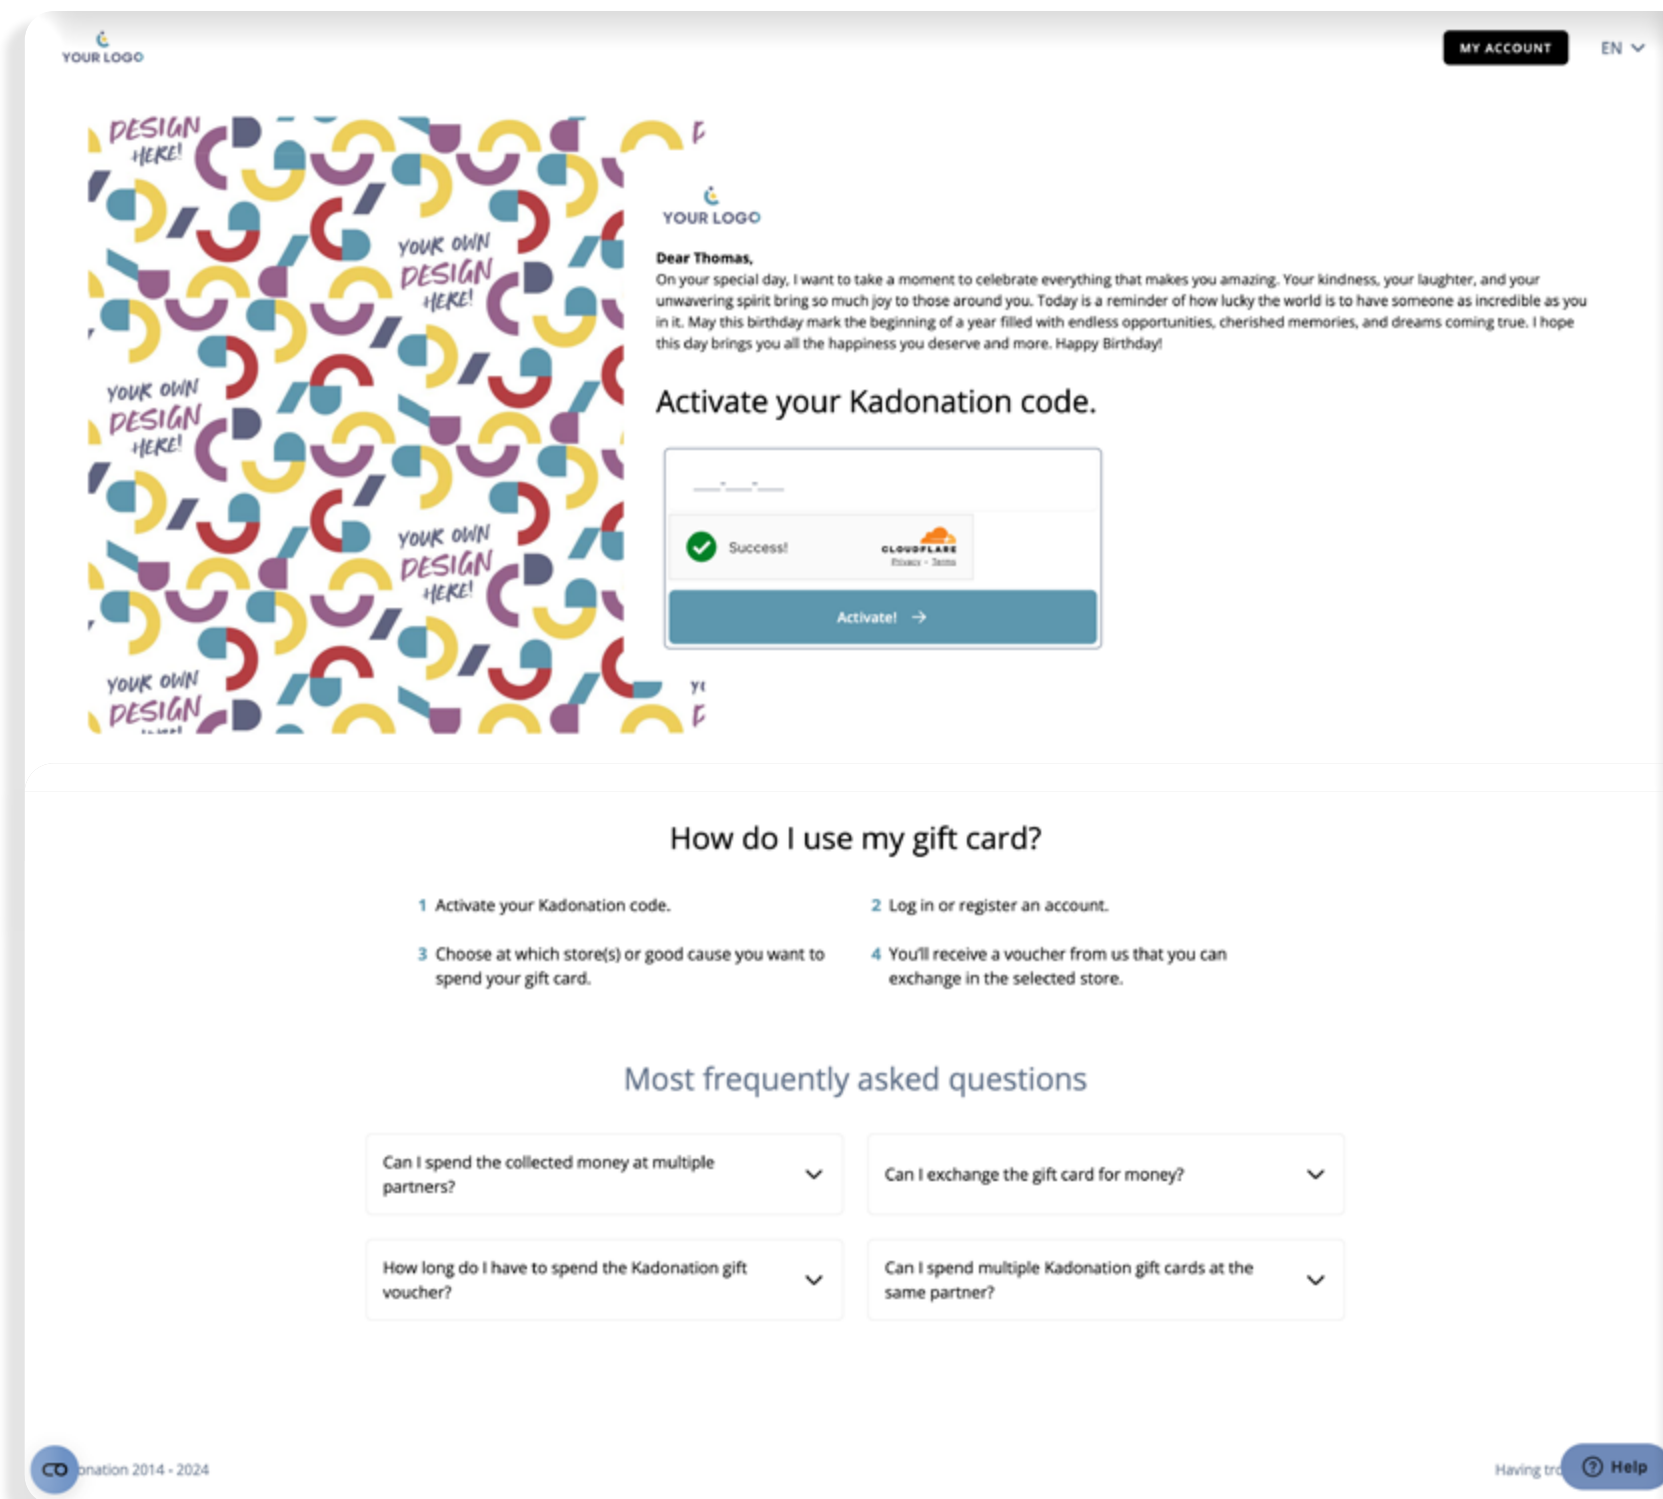 YOUR LOGO
MY ACCOUNT
EN
DESIGN
HERE!
YOUR OWN
DESIGN
HERE!
YOUR OWN
DESIGN
HERE!
YOUR OWN
DESIGN
HERE!
YOUR OWN
DESIGN
YOUR LOGO
Dear Thomas,
On your special day, I want to take a moment to celebrate everything that makes you amazing. Your kindness, your laughter, and your
unwavering spirit bring so much joy to those around you. Today is a reminder of how lucky the world is to have someone as incredible as you
in it. May this birthday mark the beginning of a year filled with endless opportunities, cherished memories, and dreams coming true. I hope
this day brings you all the happiness you deserve and more. Happy Birthday!
Activate your Kadonation code.
___-___-___
Success!
CLOUDFLARE
Privacy • Terms
Activate!
How do I use my gift card?
1 Activate your Kadonation code.
2 Log in or register an account.
3 Choose at which store(s) or good cause you want to
spend your gift card.
4 You'll receive a voucher from us that you can
exchange in the selected store.
Most frequently asked questions
Can I spend the collected money at multiple
partners?
Can I exchange the gift card for money?
How long do I have to spend the Kadonation gift
voucher?
Can I spend multiple Kadonation gift cards at the
same partner?
onation 2014 - 2024
Having
Help